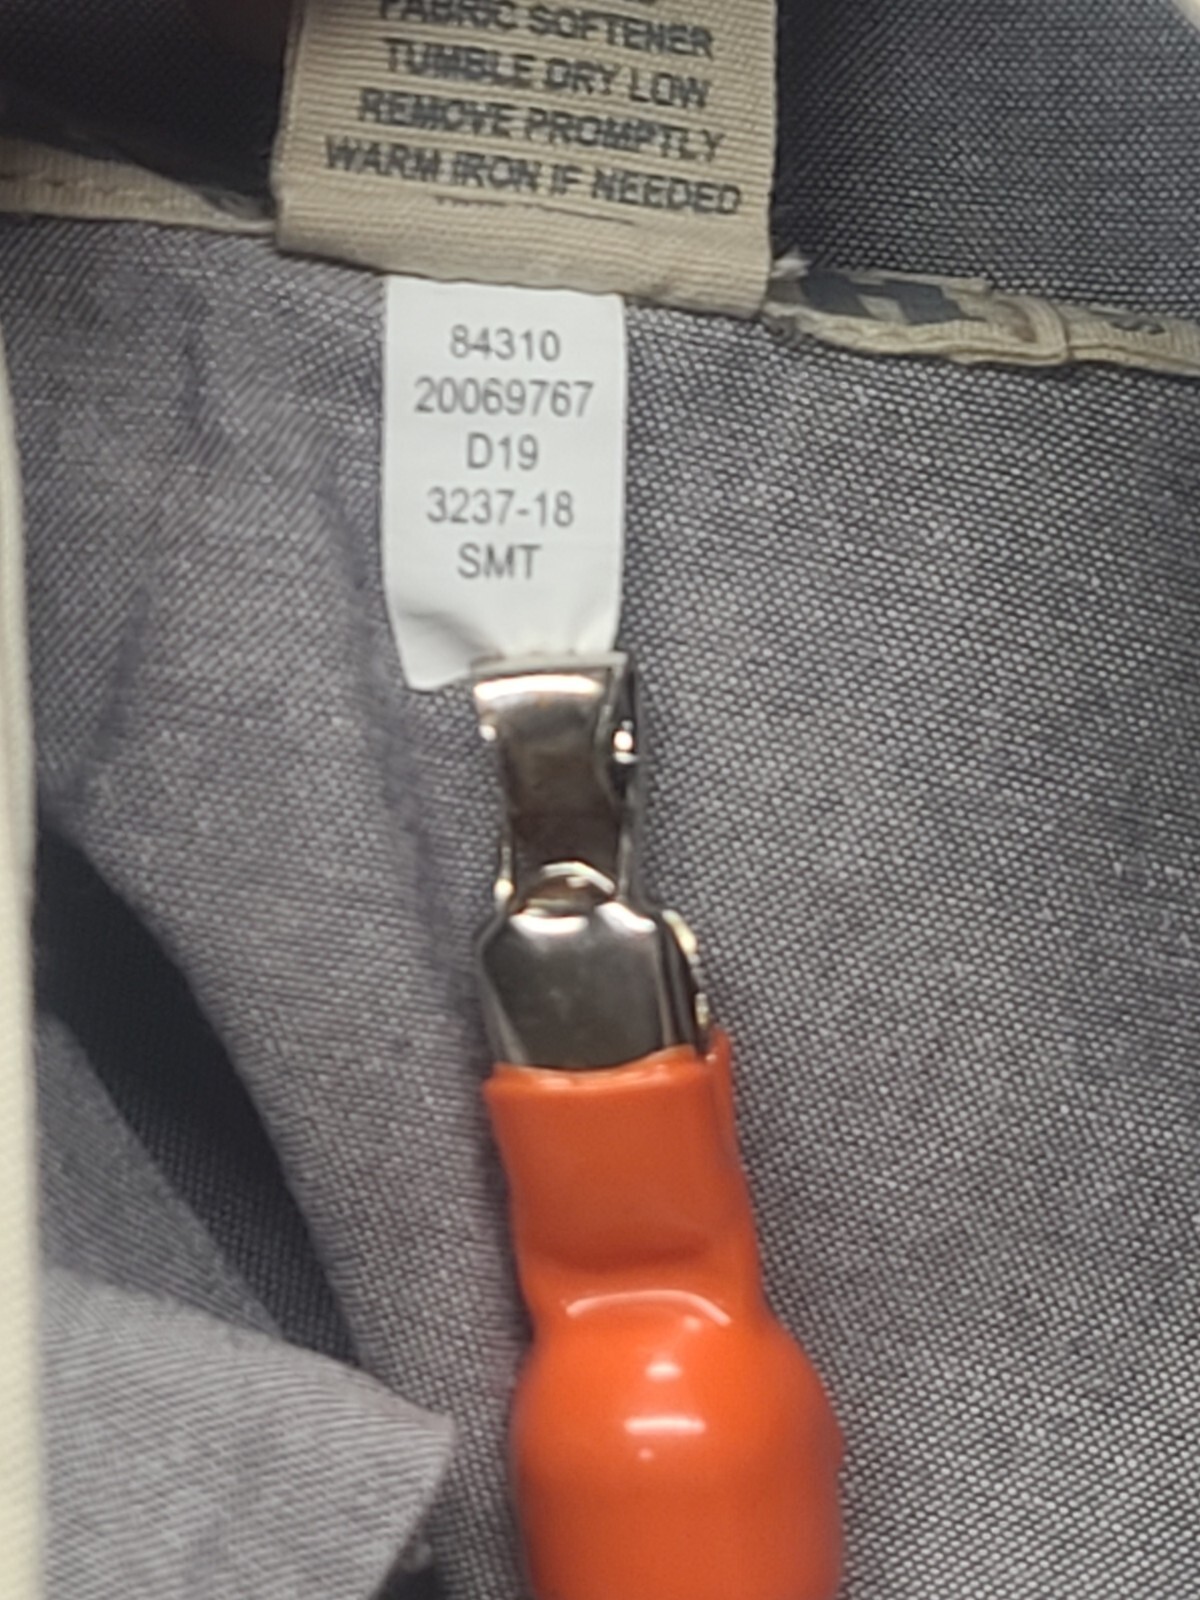 FABRIC SOFTENER
TUMBLE DRY LOW
REMOVE PROMPTLY
WARM IRON IF NEEDED
84310
20069767
D19
3237-18
SMT